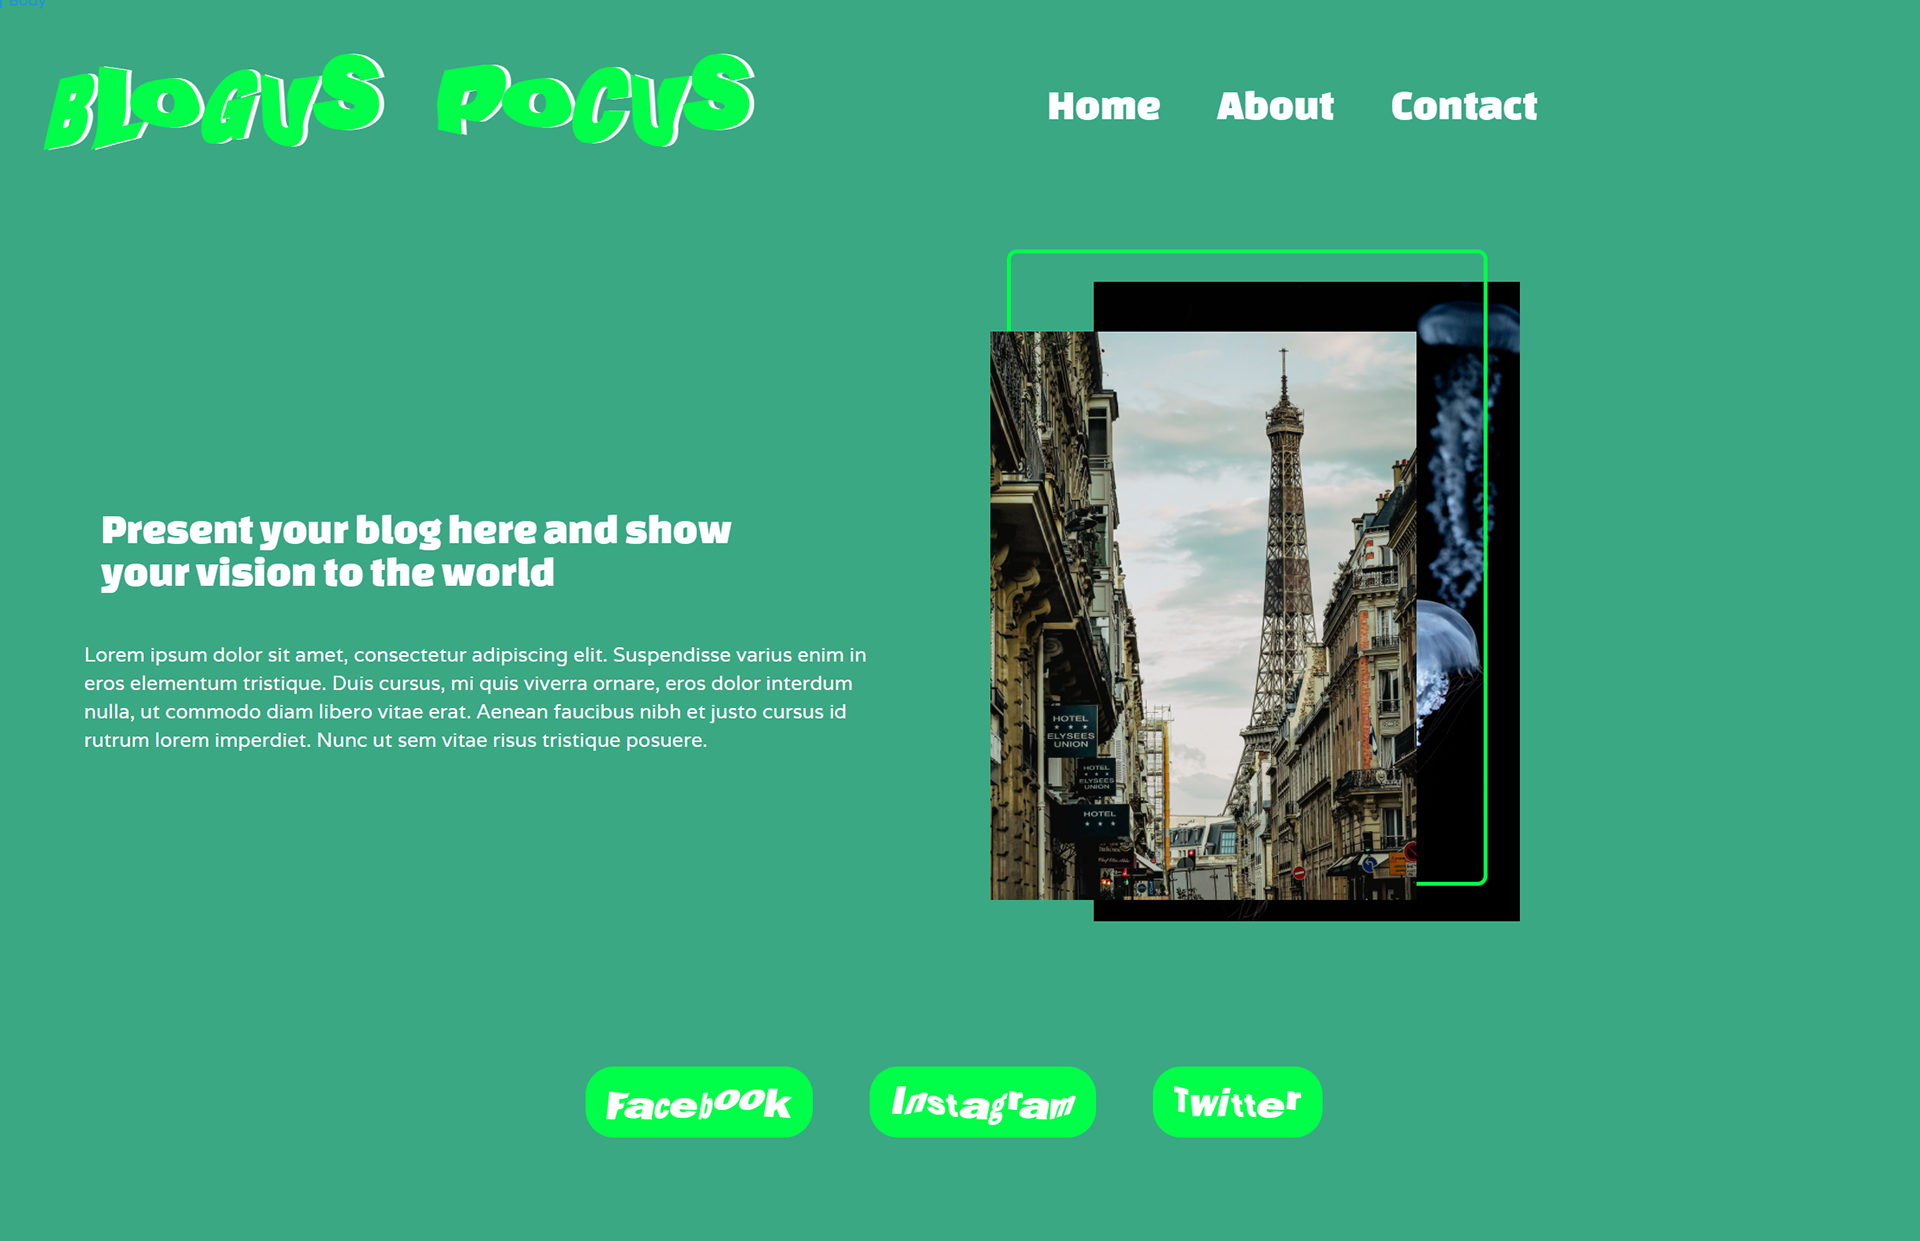 Body
BLOGUS POCUS
Home About Contact
Present your blog here and show
your vision to the world
Lorem ipsum dolor sit amet, consectetur adipiscing elit. Suspendisse varius enim in
eros elementum tristique. Duis cursus, mi quis viverra ornare, eros dolor interdum
nulla, ut commodo diam libero vitae erat. Aenean faucibus nibh et justo cursus id
rutrum lorem imperdiet. Nunc ut sem vitae risus tristique posuere.
HOTEL
ELYSEES
UNION
HOTEL
ELYSEES
UNION
HOTEL
Facebook Instagram Twitter